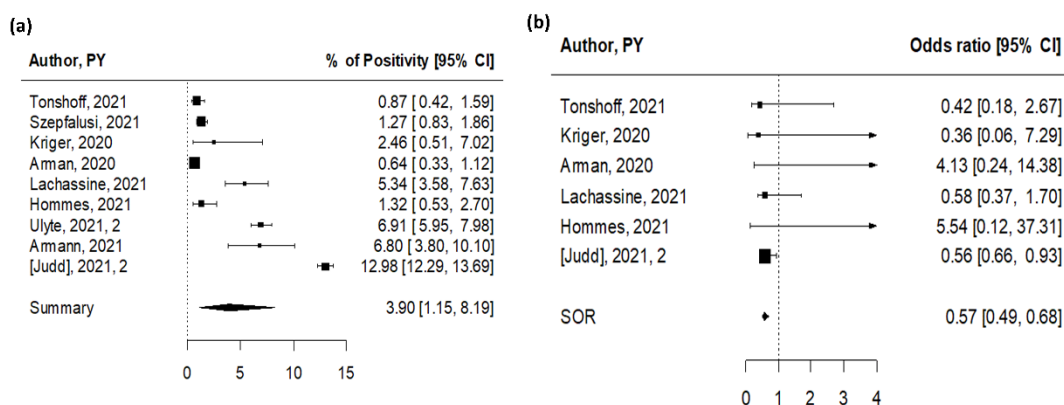 (a)
Author, PY % of Positivity [95% CI]
Tonshoff, 2021 0.87 [ 0.42, 1.59]
Szepfalusi, 2021 1.27 [ 0.83, 1.86]
Kriger, 2020 2.46 [ 0.51, 7.02]
Arman, 2020 0.64 [ 0.33, 1.12]
Lachassine, 2021 5.34 [ 3.58, 7.63]
Hommes, 2021 1.32 [ 0.53, 2.70]
Ulyte, 2021, 2 6.91 [ 5.95, 7.98]
Armann, 2021 6.80 [ 3.80, 10.10]
[Judd], 2021, 2 12.98 [12.29, 13.69]
Summary 3.90 [ 1.15, 8.19]
0 5 10 15
(b)
Author, PY Odds ratio [95% CI]
Tonshoff, 2021 0.42 [0.18, 2.67]
Kriger, 2020 0.36 [0.06, 7.29]
Arman, 2020 4.13 [0.24, 14.38]
Lachassine, 2021 0.58 [0.37, 1.70]
Hommes, 2021 5.54 [0.12, 37.31]
[Judd], 2021, 2 0.56 [0.66, 0.93]
SOR 0.57 [0.49, 0.68]
0 1 2 3 4